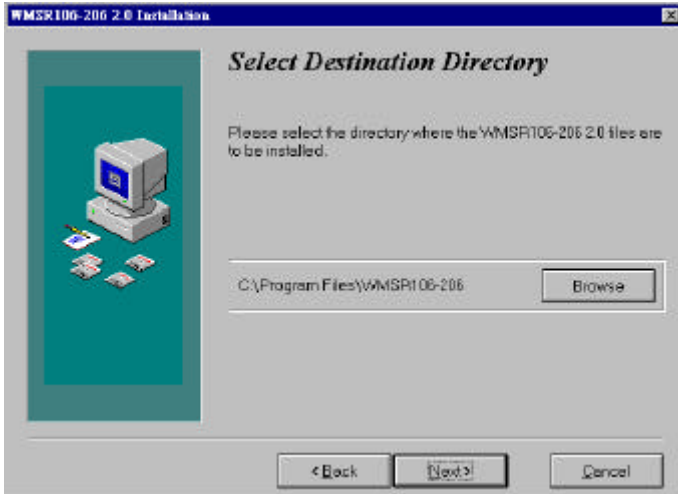 WMSR106-206 2.0 Installation
Select Destination Directory
Please select the directory where the WMSR106-206 2.0 files are
to be installed.
C:\Program Files\WMSR106-206
Browse
< Back
Next >
Cancel